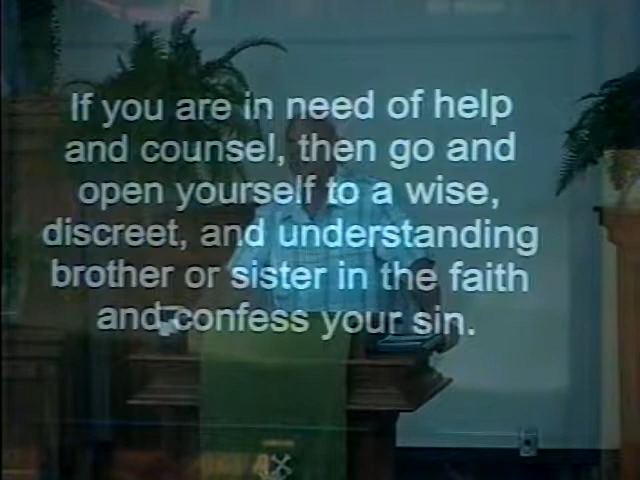 If you are in need of help
and counsel, then go and
open yourself to a wise,
discreet, and understanding
brother or sister in the faith
and confess your sin.